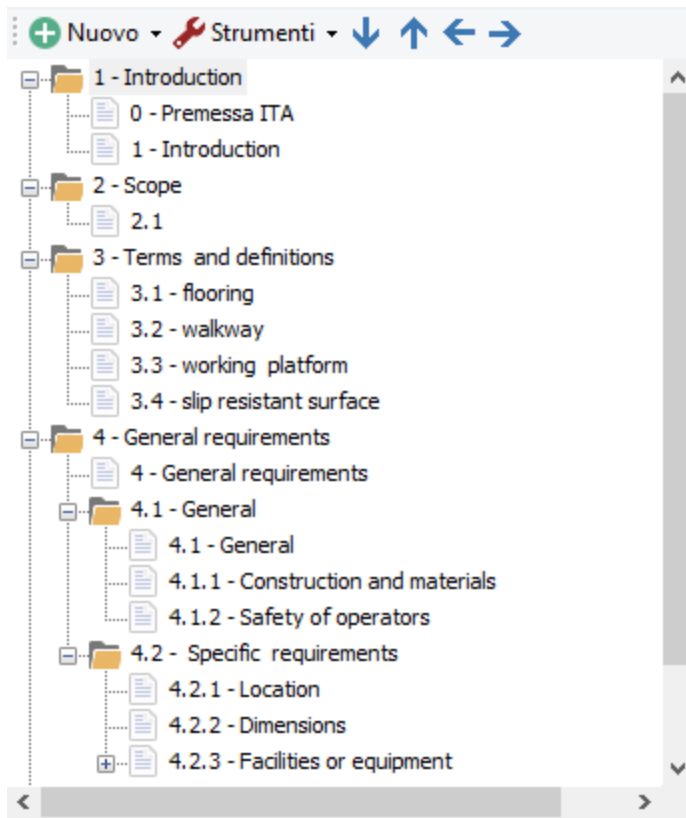 Nuovo Strumenti
1 - Introduction
0 - Premessa ITA
1 - Introduction
2 - Scope
2.1
3 - Terms and definitions
3.1 - flooring
3.2 - walkway
3.3 - working platform
3.4 - slip resistant surface
4 - General requirements
4 - General requirements
4.1 - General
4.1 - General
4.1.1 - Construction and materials
4.1.2 - Safety of operators
4.2 - Specific requirements
4.2.1 - Location
4.2.2 - Dimensions
4.2.3 - Facilities or equipment